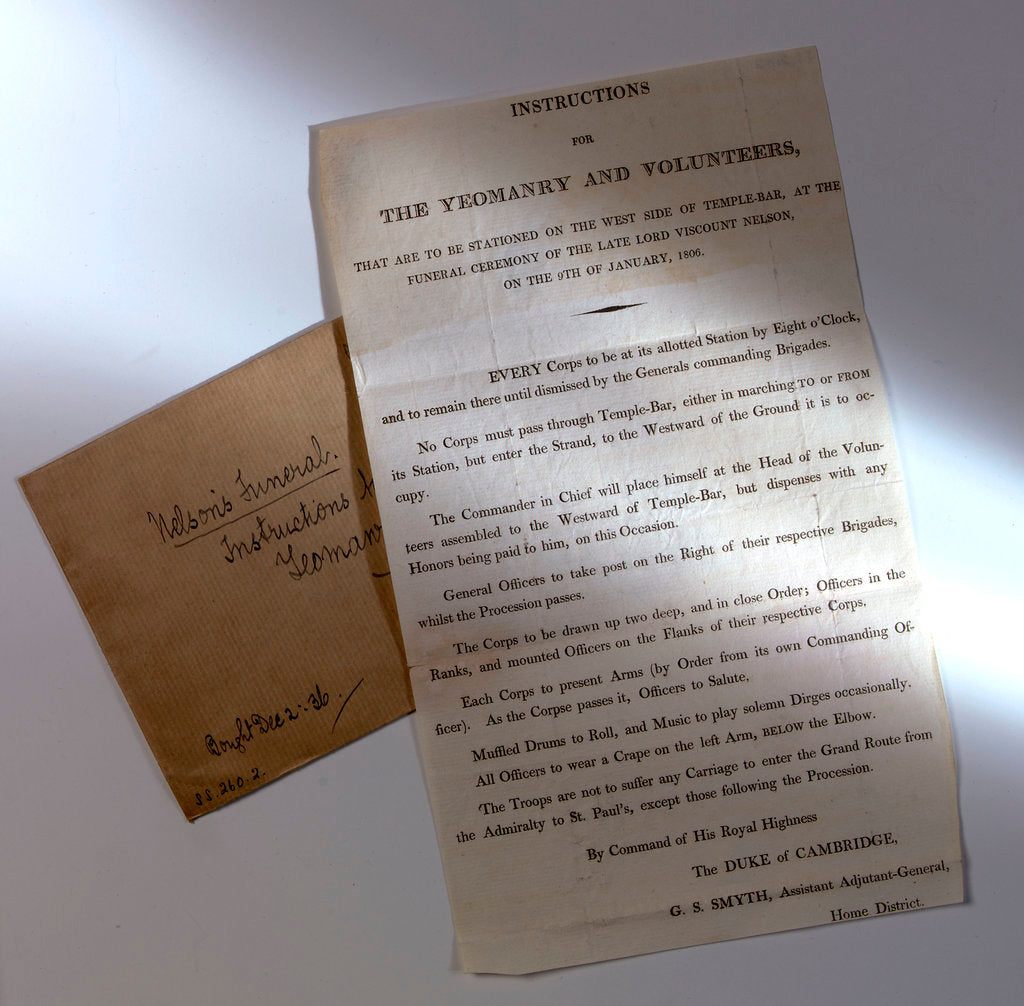 INSTRUCTIONS
FOR
THE YEOMANRY AND VOLUNTEERS,
THAT ARE TO BE STATIONED ON THE WEST SIDE OF TEMPLE-BAR, AT THE
FUNERAL CEREMONY OF THE LATE LORD VISCOUNT NELSON,
ON THE 9TH OF JANUARY, 1806.
EVERY Corps to be at its allotted Station by Eight o'Clock,
and to remain there until dismissed by the Generals commanding Brigades.
No Corps must pass through Temple-Bar, either in marching TO or FROM
its Station, but enter the Strand, to the Westward of the Ground it is to oc-
cupy.
The Commander in Chief will place himself at the Head of the Volun-
teers assembled to the Westward of Temple-Bar, but dispenses with any
Honors being paid to him, on this Occasion.
General Officers to take post on the Right of their respective Brigades,
whilst the Procession passes.
The Corps to be drawn up two deep, and in close Order; Officers in the
Ranks, and mounted Officers on the Flanks of their respective Corps.
Each Corps to present Arms (by Order from its own Commanding Of-
ficer). As the Corpse passes it, Officers to Salute.
Muffled Drums to Roll, and Music to play solemn Dirges occasionally.
All Officers to wear a Crape on the left Arm, BELOW the Elbow.
The Troops are not to suffer any Carriage to enter the Grand Route from
the Admiralty to St. Paul's, except those following the Procession.
By Command of His Royal Highness
The DUKE of CAMBRIDGE,
G. S. SMYTH, Assistant Adjutant-General,
Home District.
Nelson's Funeral.
Instructions
Yeoman
Bought Dec 2. 36
SS.260.2.